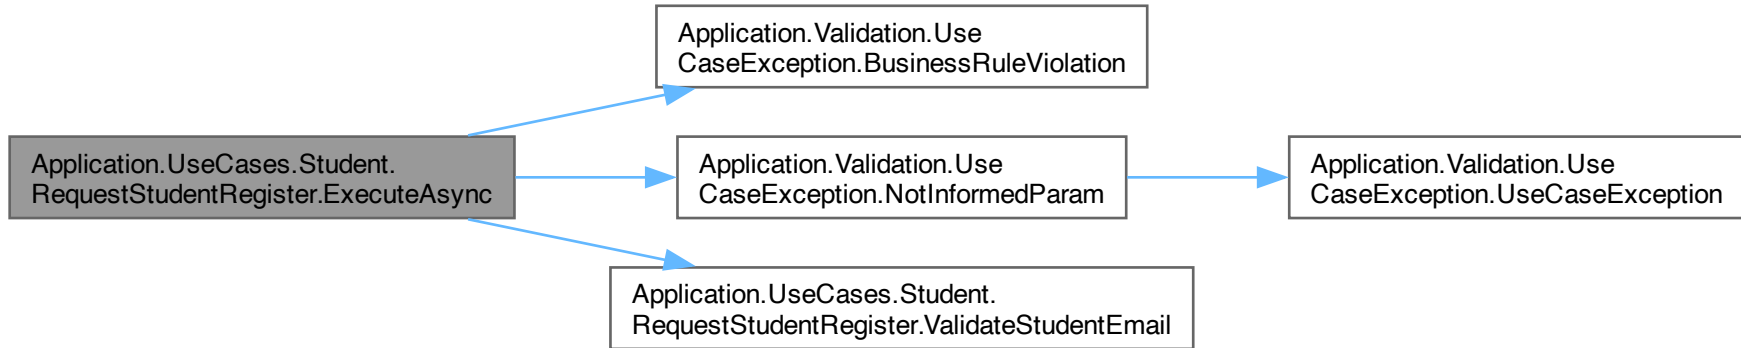 Application.Validation.Use
CaseException.BusinessRuleViolation
Application.UseCases.Student.
RequestStudentRegister.ExecuteAsync
Application.Validation.Use
CaseException.NotInformedParam
Application.Validation.Use
CaseException.UseCaseException
Application.UseCases.Student.
RequestStudentRegister.ValidateStudentEmail